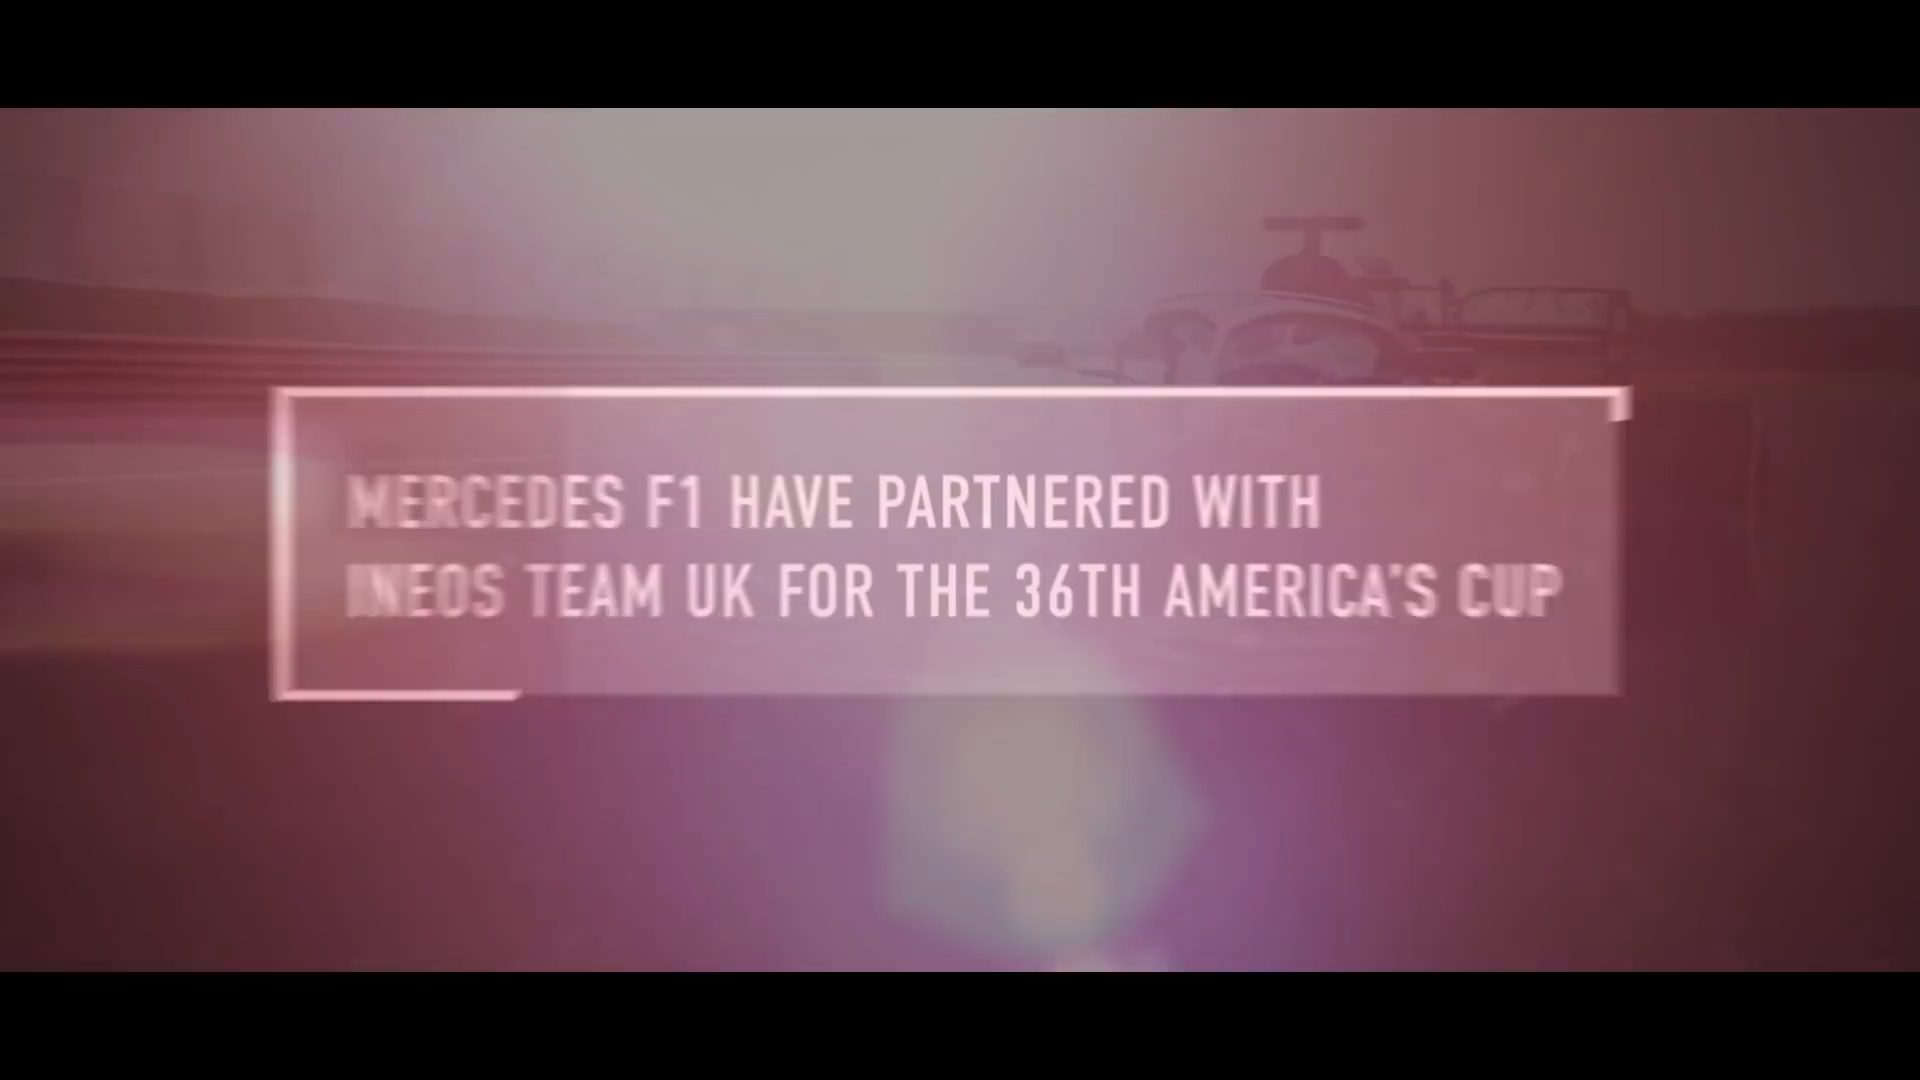 MERCEDES F1 HAVE PARTNERED WITH
INEOS TEAM UK FOR THE 36TH AMERICA'S CUP